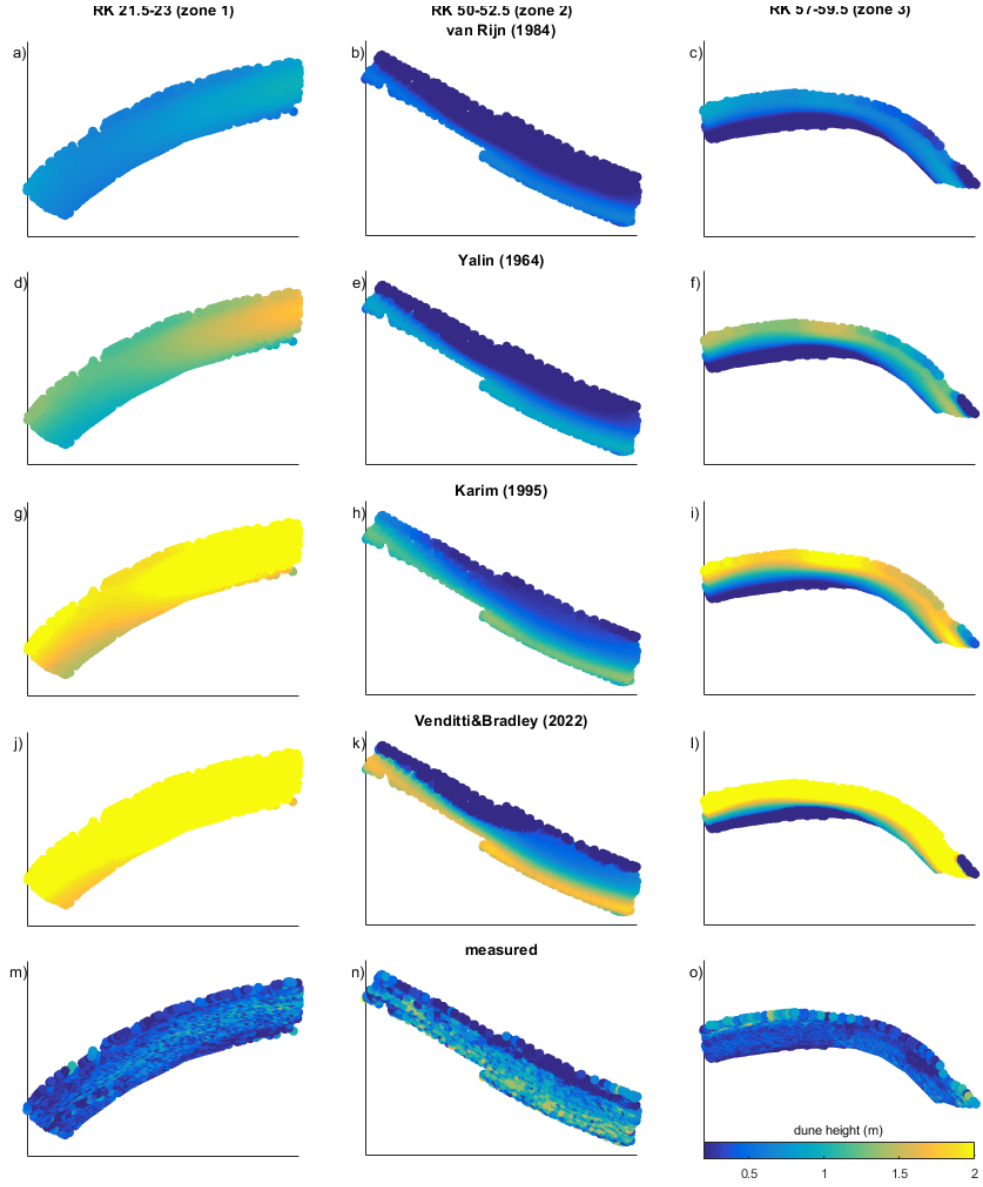 RK 21.5-23 (zone 1)
RK 50-52.5 (zone 2)
RK 57-59.5 (zone 3)
van Rijn (1984)
a)
b)
c)
Yalin (1964)
d)
e)
f)
Karim (1995)
g)
h)
i)
Venditti&Bradley (2022)
j)
k)
l)
measured
m)
n)
o)
dune height (m)
0.5 1 1.5 2